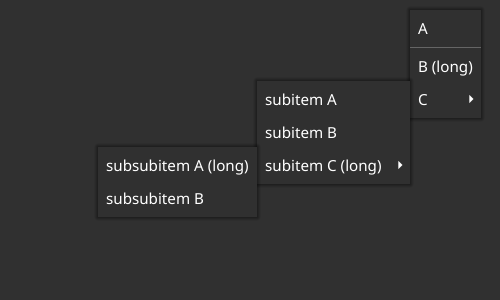 A
B (long)
C
subitem A
subitem B
subitem C (long)
subsubitem A (long)
subsubitem B